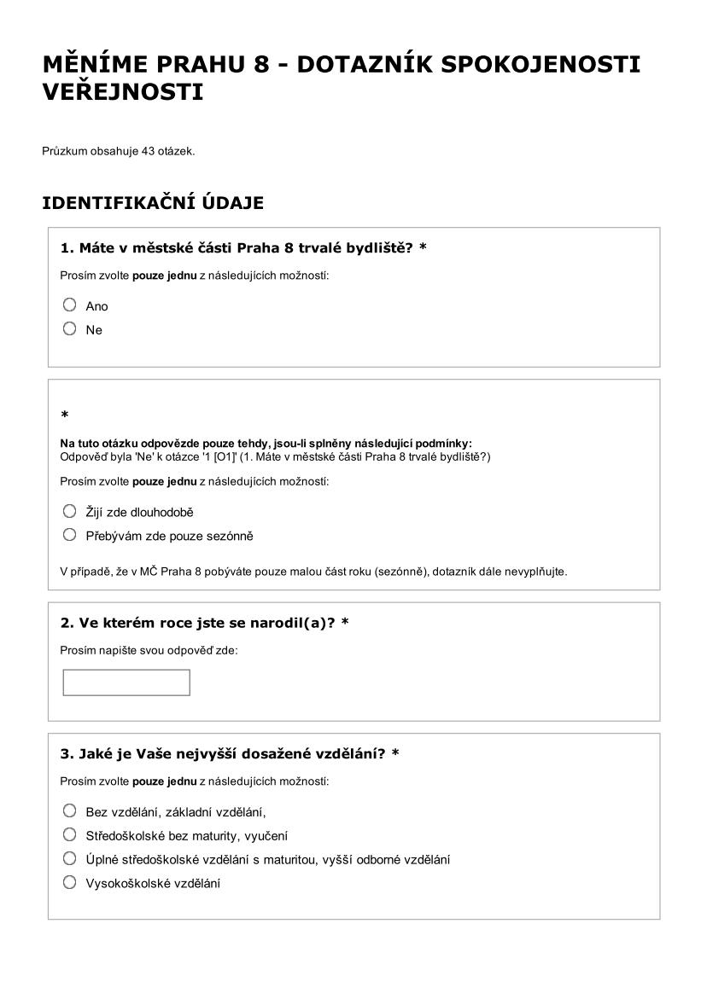 MĚNÍME PRAHU 8 - DOTAZNÍK SPOKOJENOSTI
VEŘEJNOSTI
Průzkum obsahuje 43 otázek.
IDENTIFIKAČNÍ ÚDAJE
1. Máte v městské části Praha 8 trvalé bydliště? *
Prosím zvolte pouze jednu z následujících možností:
Ano
Ne
*
Na tuto otázku odpovězde pouze tehdy, jsou-li splněny následující podmínky:
Odpověď byla 'Ne' k otázce '1 [O1]' (1. Máte v městské části Praha 8 trvalé bydliště?)
Prosím zvolte pouze jednu z následujících možností:
Žijí zde dlouhodobě
Přebývám zde pouze sezónně
V případě, že v MČ Praha 8 pobýváte pouze malou část roku (sezónně), dotazník dále nevyplňujte.
2. Ve kterém roce jste se narodil(a)? *
Prosím napište svou odpověď zde:
3. Jaké je Vaše nejvyšší dosažené vzdělání? *
Prosím zvolte pouze jednu z následujících možností:
Bez vzdělání, základní vzdělání,
Středoškolské bez maturity, vyučení
Úplné středoškolské vzdělání s maturitou, vyšší odborné vzdělání
Vysokoškolské vzdělání